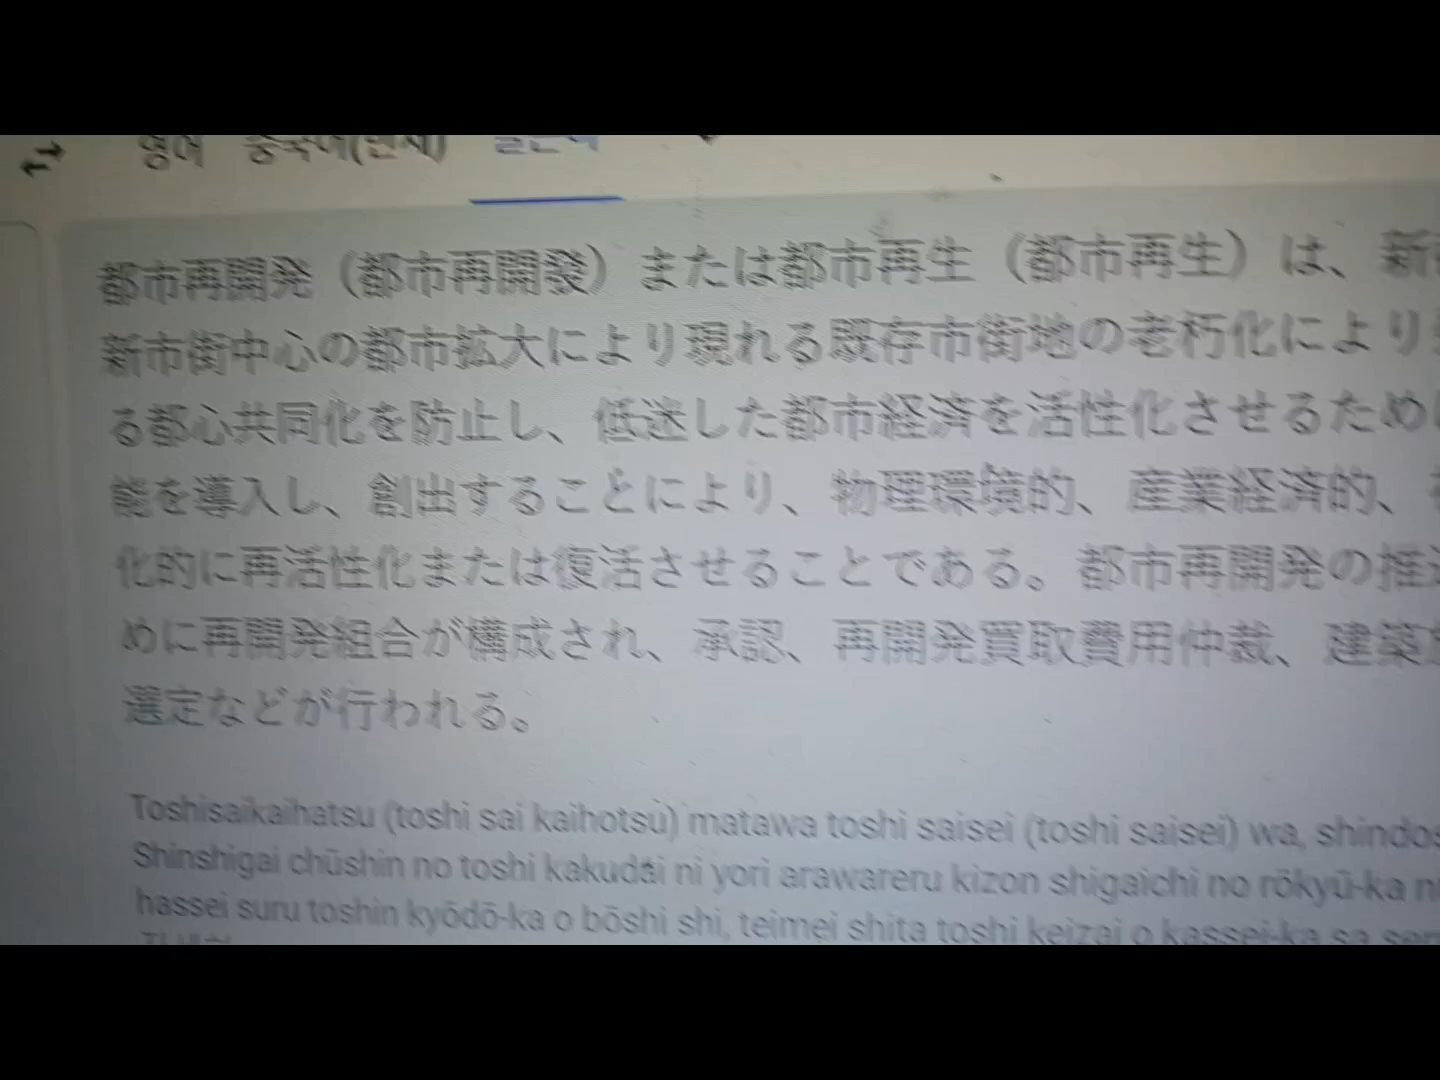 영어 중국어(번체) 일본어
都市再開発（都市再開發）または都市再生（都市再生）は、新
新市街中心の都市拡大により現れる既存市街地の老朽化により
る都心共同化を防止し、低迷した都市経済を活性化させるため
能を導入し、創出することにより、物理環境的、産業経済的、
化的に再活性化または復活させることである。都市再開発の推
めに再開発組合が構成され、承認、再開発買取費用仲裁、建築
選定などが行われる。
Toshisaikaihatsu (toshi sai kaihotsu) matawa toshi saisei (toshi saisei) wa, shindos
Shinshigai chūshin no toshi kakudai ni yori arawareru kizon shigaichi no rōkyū-ka n
hassei suru toshin kyōdō-ka o bōshi shi, teimei shita toshi keizai o kassei-ka sa
자세히